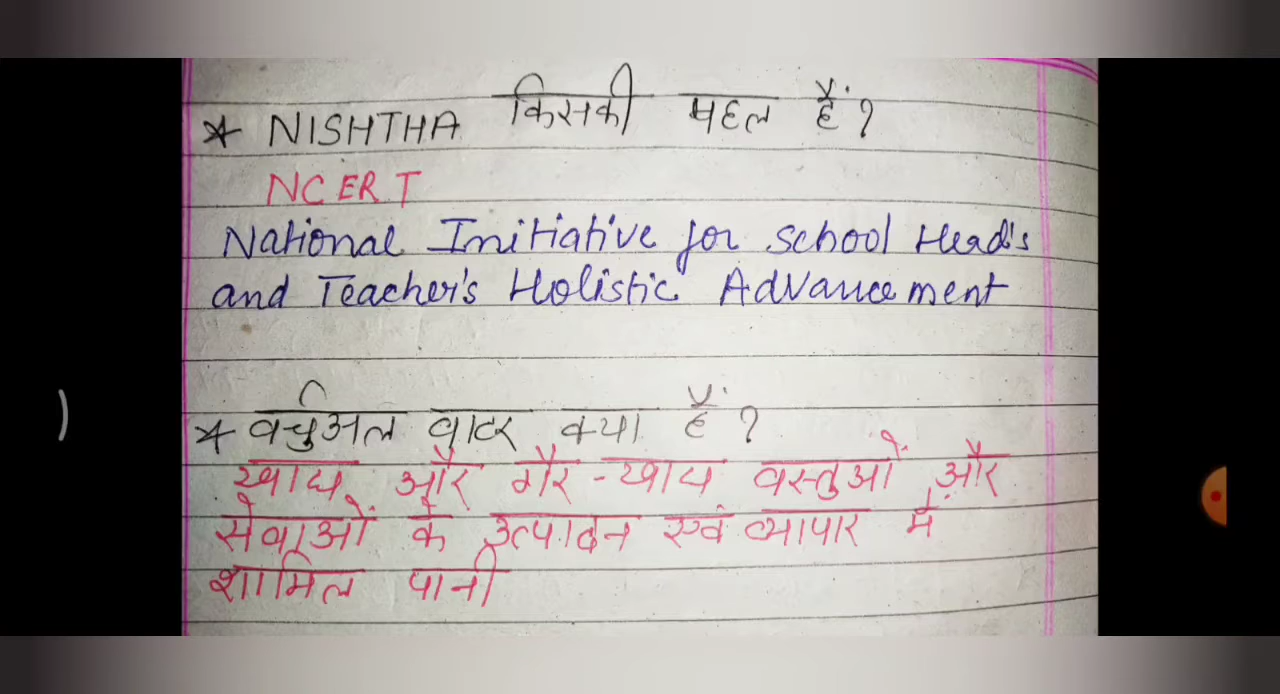 * NISHTHA किसकी पहल हैं ?
NCERT
National Initiative for School Head's
and Teacher's Holistic Advancement
* वर्चुअल वाटर क्या हैं ?
खाद्य और गैर - खाद्य वस्तुओं और
सेवाओं के उत्पादन एवं व्यापार में
शामिल पानी